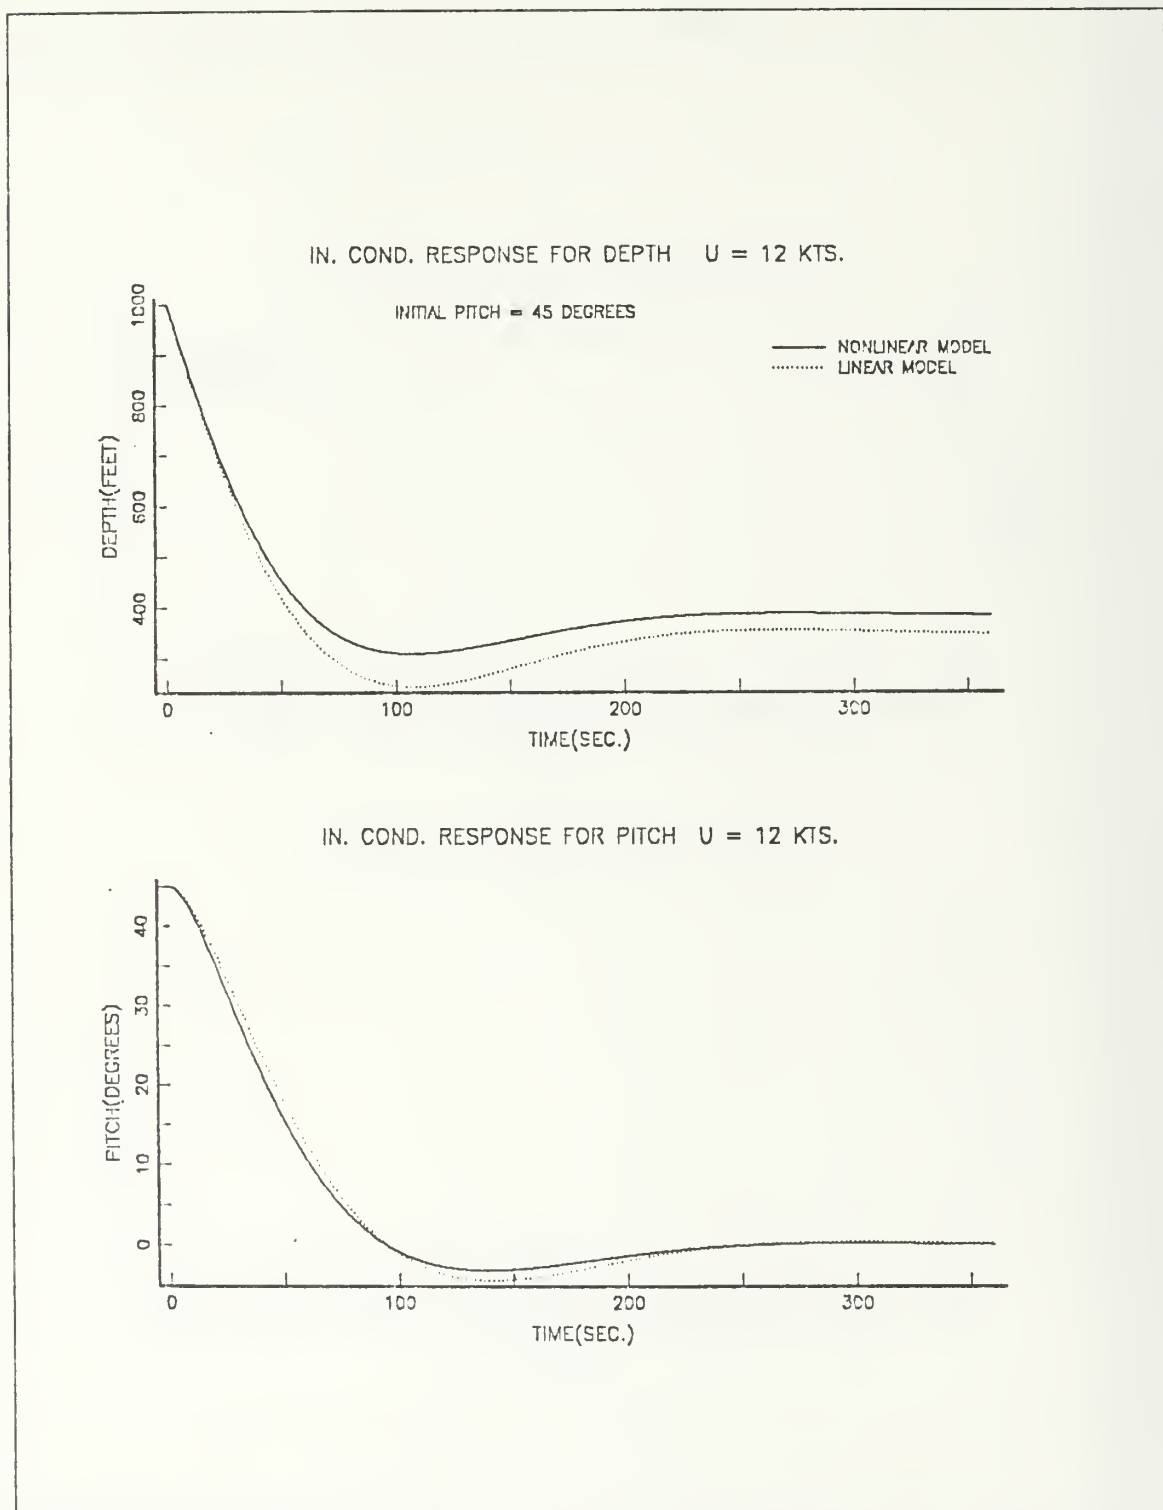 IN. COND. RESPONSE FOR DEPTH U = 12 KTS.
INITIAL PITCH = 45 DEGREES
NONLINEAR MODEL
LINEAR MODEL
DEPTH(FEET)
1000
800
600
400
0 100 200 300
TIME(SEC.)
IN. COND. RESPONSE FOR PITCH U = 12 KTS.
PITCH(DEGREES)
40
30
20
10
0
0 100 200 300
TIME(SEC.)